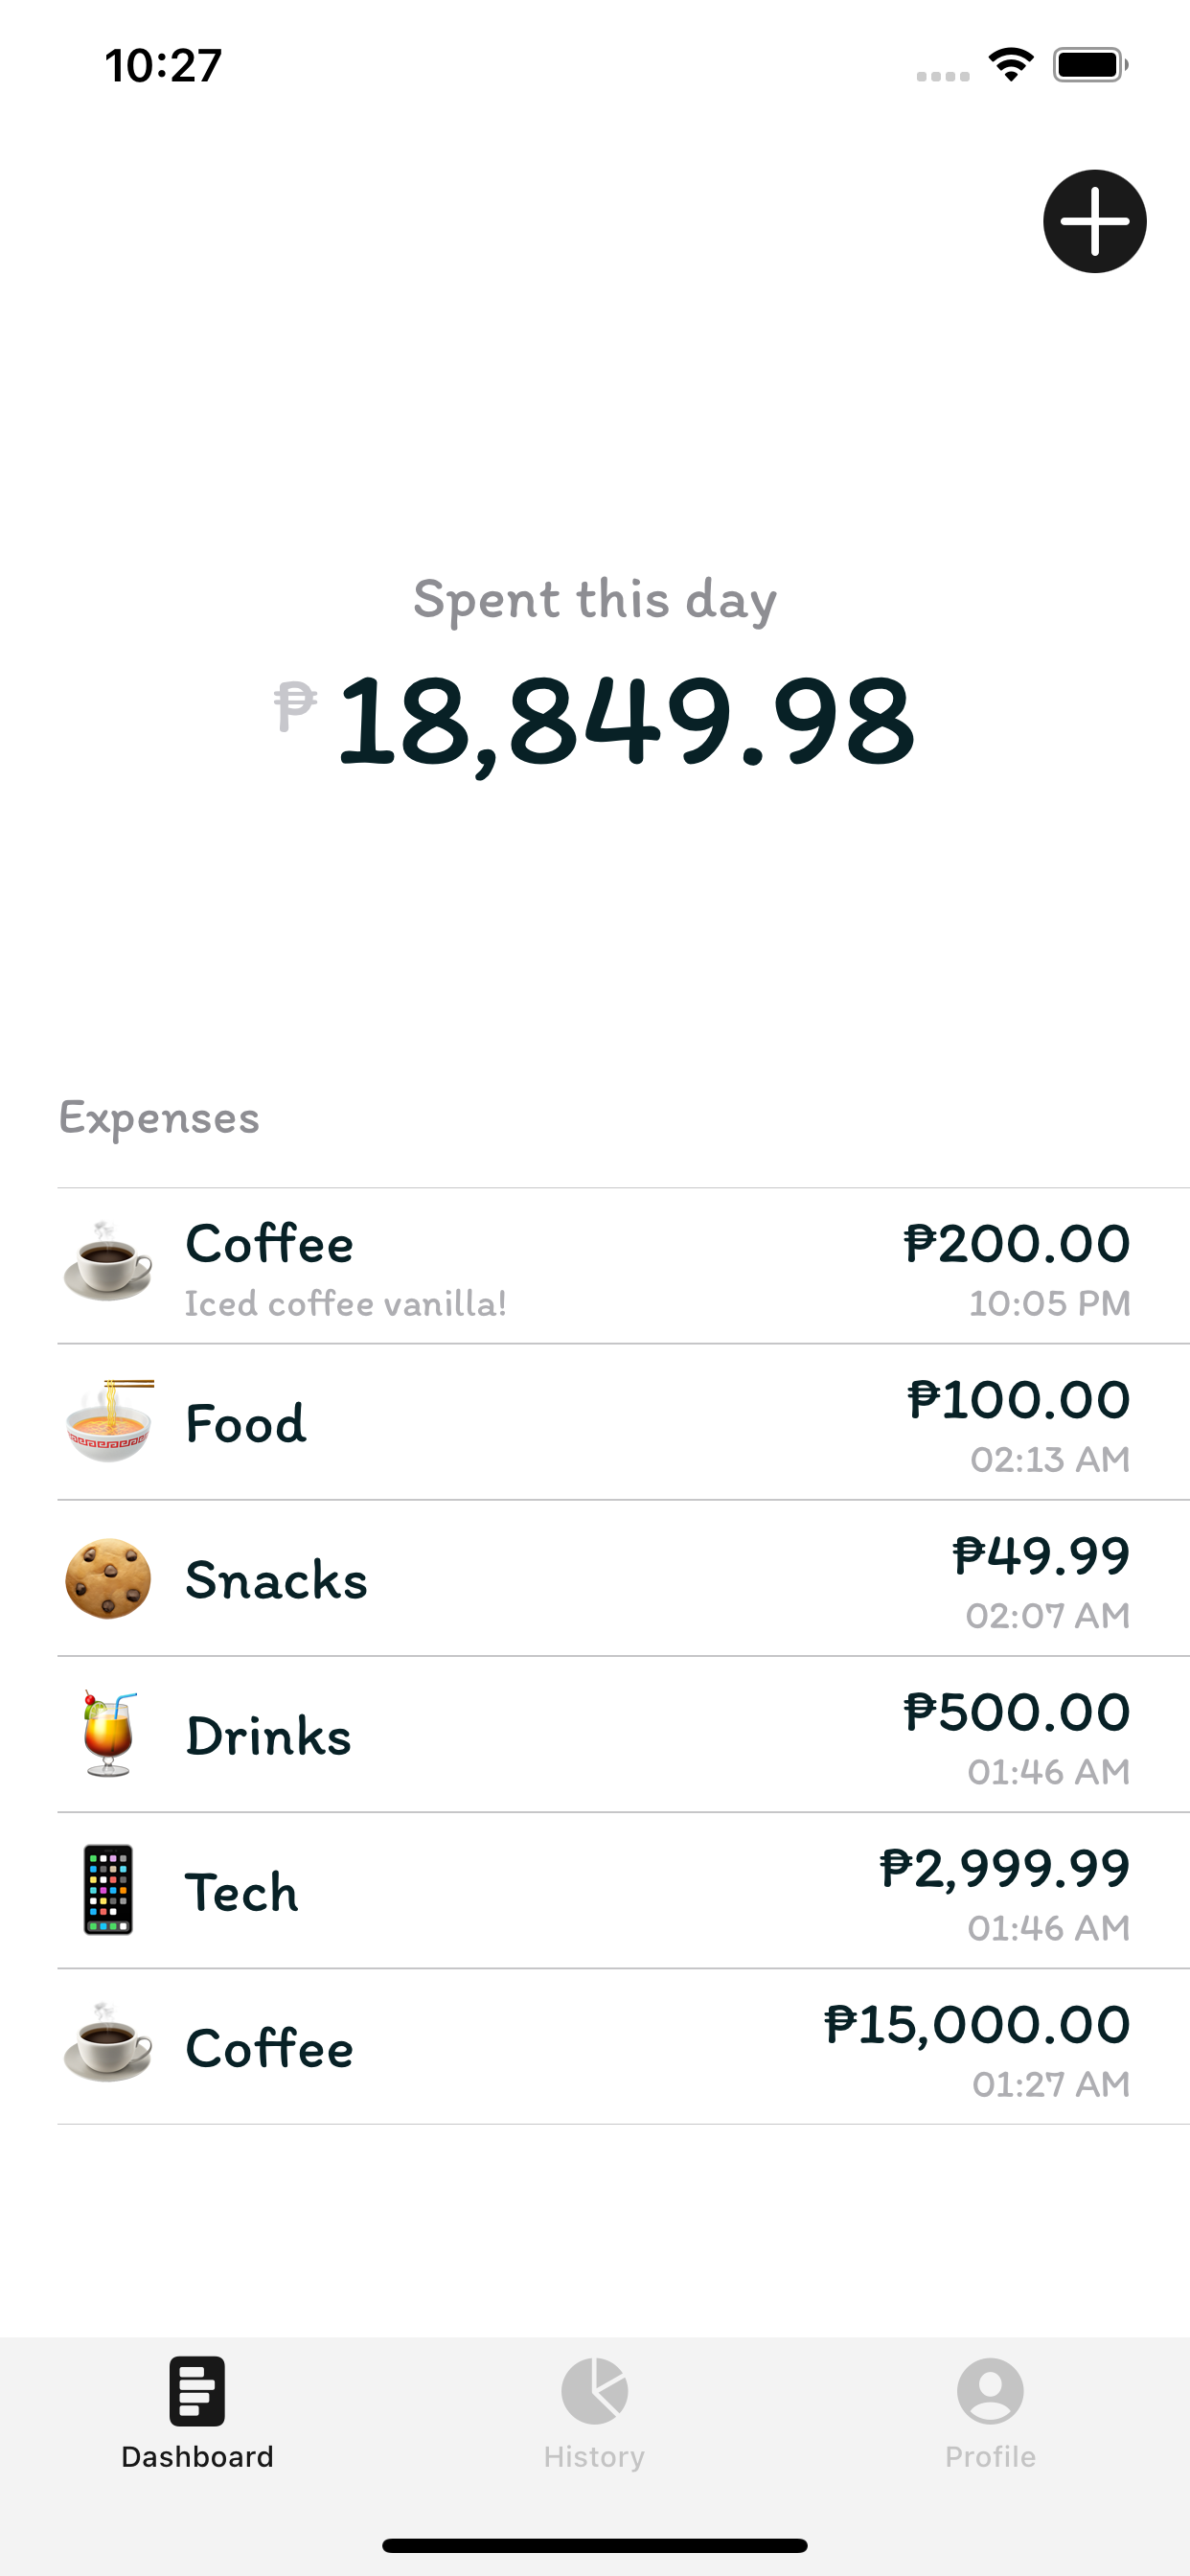 10:27
Spent this day
₱ 18,849.98
Expenses
Coffee ₱200.00
Iced coffee vanilla! 10:05 PM
Food ₱100.00
02:13 AM
Snacks ₱49.99
02:07 AM
Drinks ₱500.00
01:46 AM
Tech ₱2,999.99
01:46 AM
Coffee ₱15,000.00
01:27 AM
Dashboard History Profile